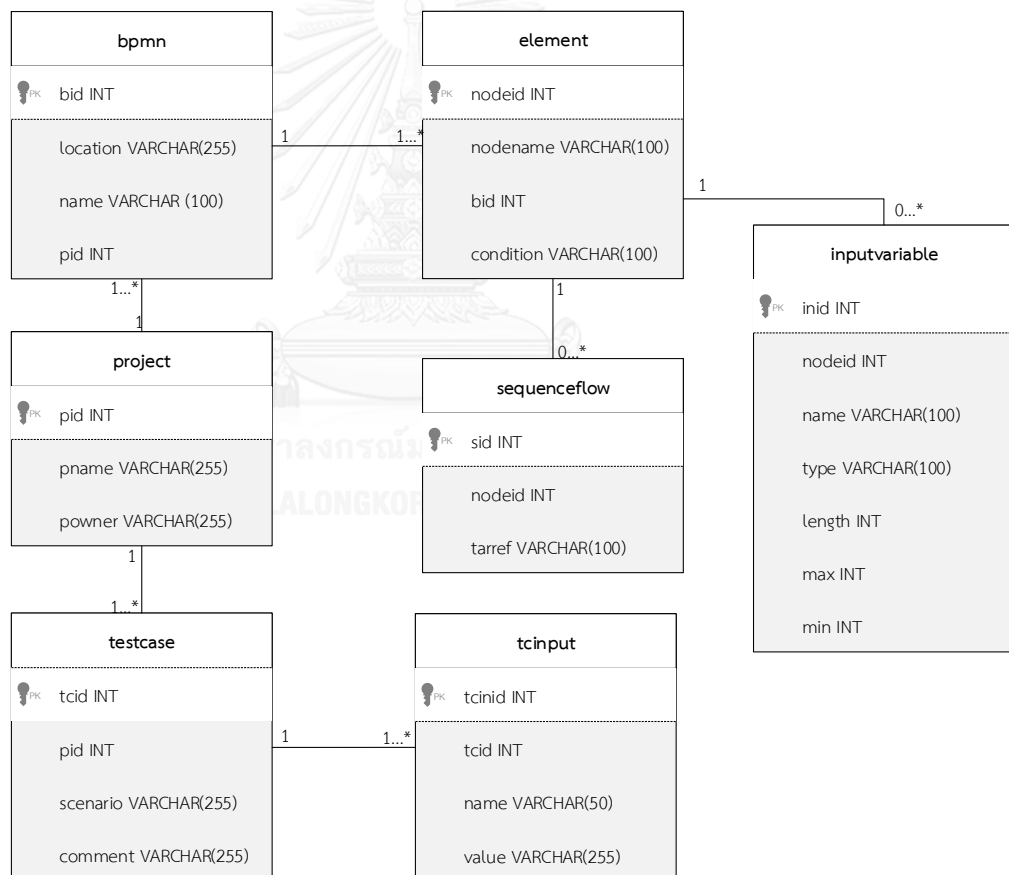 bpmn
PK bid INT
location VARCHAR(255)
name VARCHAR (100)
pid INT
1
1...*
element
PK nodeid INT
nodename VARCHAR(100)
bid INT
condition VARCHAR(100)
1
0...*
inputvariable
PK inid INT
nodeid INT
name VARCHAR(100)
type VARCHAR(100)
length INT
max INT
min INT
1...*
1
project
PK pid INT
pname VARCHAR(255)
powner VARCHAR(255)
1
0...*
sequenceflow
PK sid INT
nodeid INT
tarref VARCHAR(100)
1
1...*
testcase
PK tcid INT
pid INT
scenario VARCHAR(255)
comment VARCHAR(255)
1
1...*
tcinput
PK tcinid INT
tcid INT
name VARCHAR(50)
value VARCHAR(255)